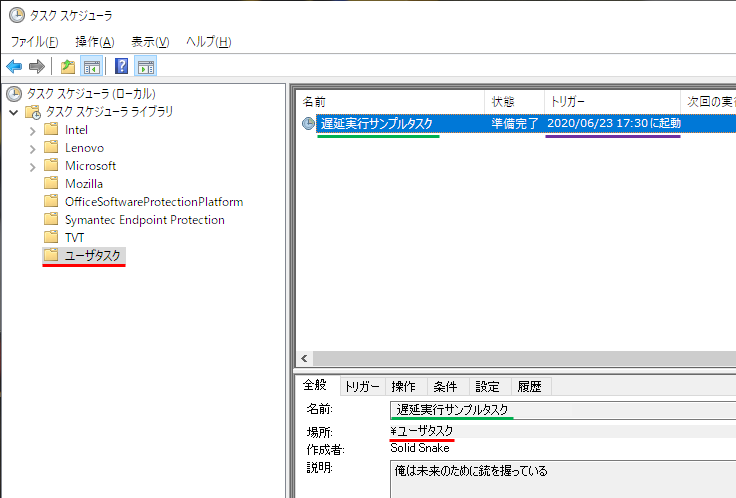 タスク スケジューラ
ファイル(F) 操作(A) 表示(V) ヘルプ(H)
タスク スケジューラ (ローカル)
タスク スケジューラ ライブラリ
Intel
Lenovo
Microsoft
Mozilla
OfficeSoftwareProtectionPlatform
Symantec Endpoint Protection
TVT
ユーザタスク
名前 状態 トリガー 次回の実行
遅延実行サンプルタスク 準備完了 2020/06/23 17:30 に起動
全般 トリガー 操作 条件 設定 履歴
名前: 遅延実行サンプルタスク
場所: ¥ユーザタスク
作成者: Solid Snake
説明: 俺は未来のために銃を握っている